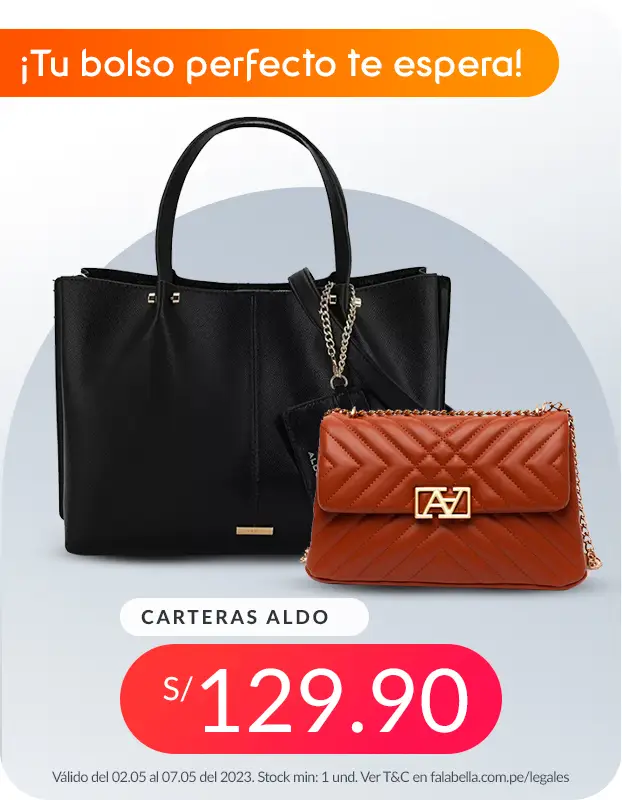 ¡Tu bolso perfecto te espera!
CARTERAS ALDO
S/129.90
Válido del 02.05 al 07.05 del 2023. Stock min: 1 und. Ver T&C en falabella.com.pe/legales